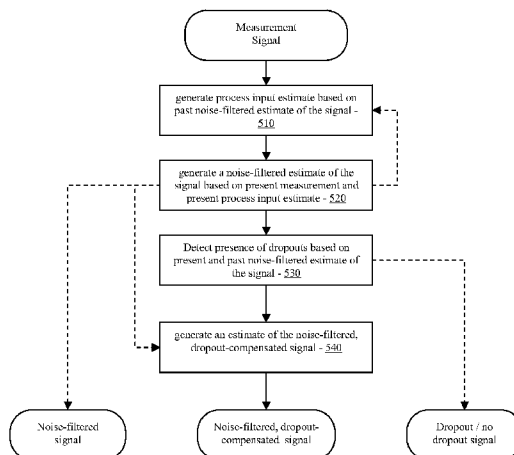 Measurement
Signal
generate process input estimate based on
past noise-filtered estimate of the signal - 510
generate a noise-filtered estimate of the
signal based on present measurement and
present process input estimate - 520
Detect presence of dropouts based on
present and past noise-filtered estimate of
the signal - 530
generate an estimate of the noise-filtered,
dropout-compensated signal - 540
Noise-filtered
signal
Noise-filtered, dropout-
compensated signal
Dropout / no
dropout signal